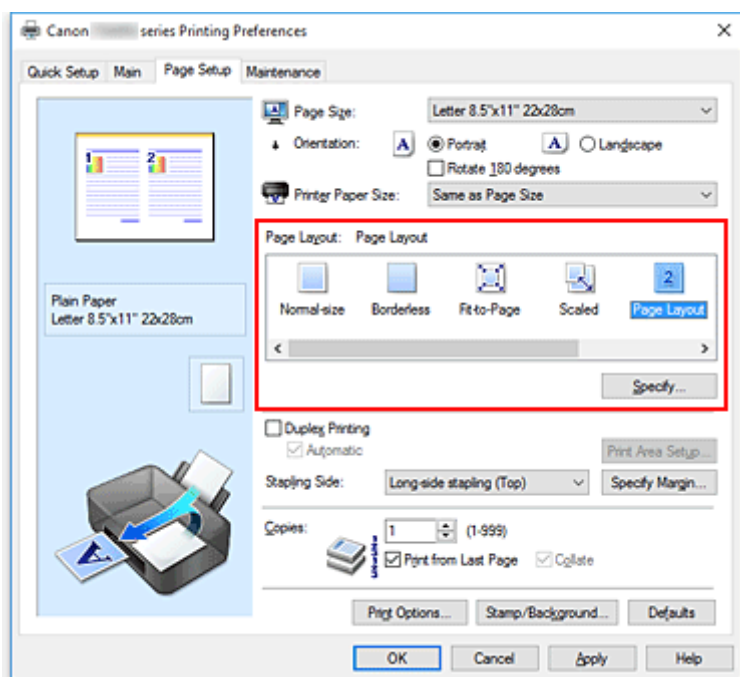 Canon series Printing Preferences
Quick Setup Main Page Setup Maintenance
Page Size: Letter 8.5"x11" 22x28cm
Orientation: A Portrait A Landscape
Rotate 180 degrees
Printer Paper Size: Same as Page Size
1 2
Page Layout: Page Layout
2
Normal-size Borderless Fit-to-Page Scaled Page Layout
Plain Paper
Letter 8.5"x11" 22x28cm
Specify...
Duplex Printing
Automatic Print Area Setup...
Stapling Side: Long-side stapling (Top) Specify Margin...
Copies: 1 (1-999)
Print from Last Page Collate
A
Print Options... Stamp/Background... Defaults
OK Cancel Apply Help